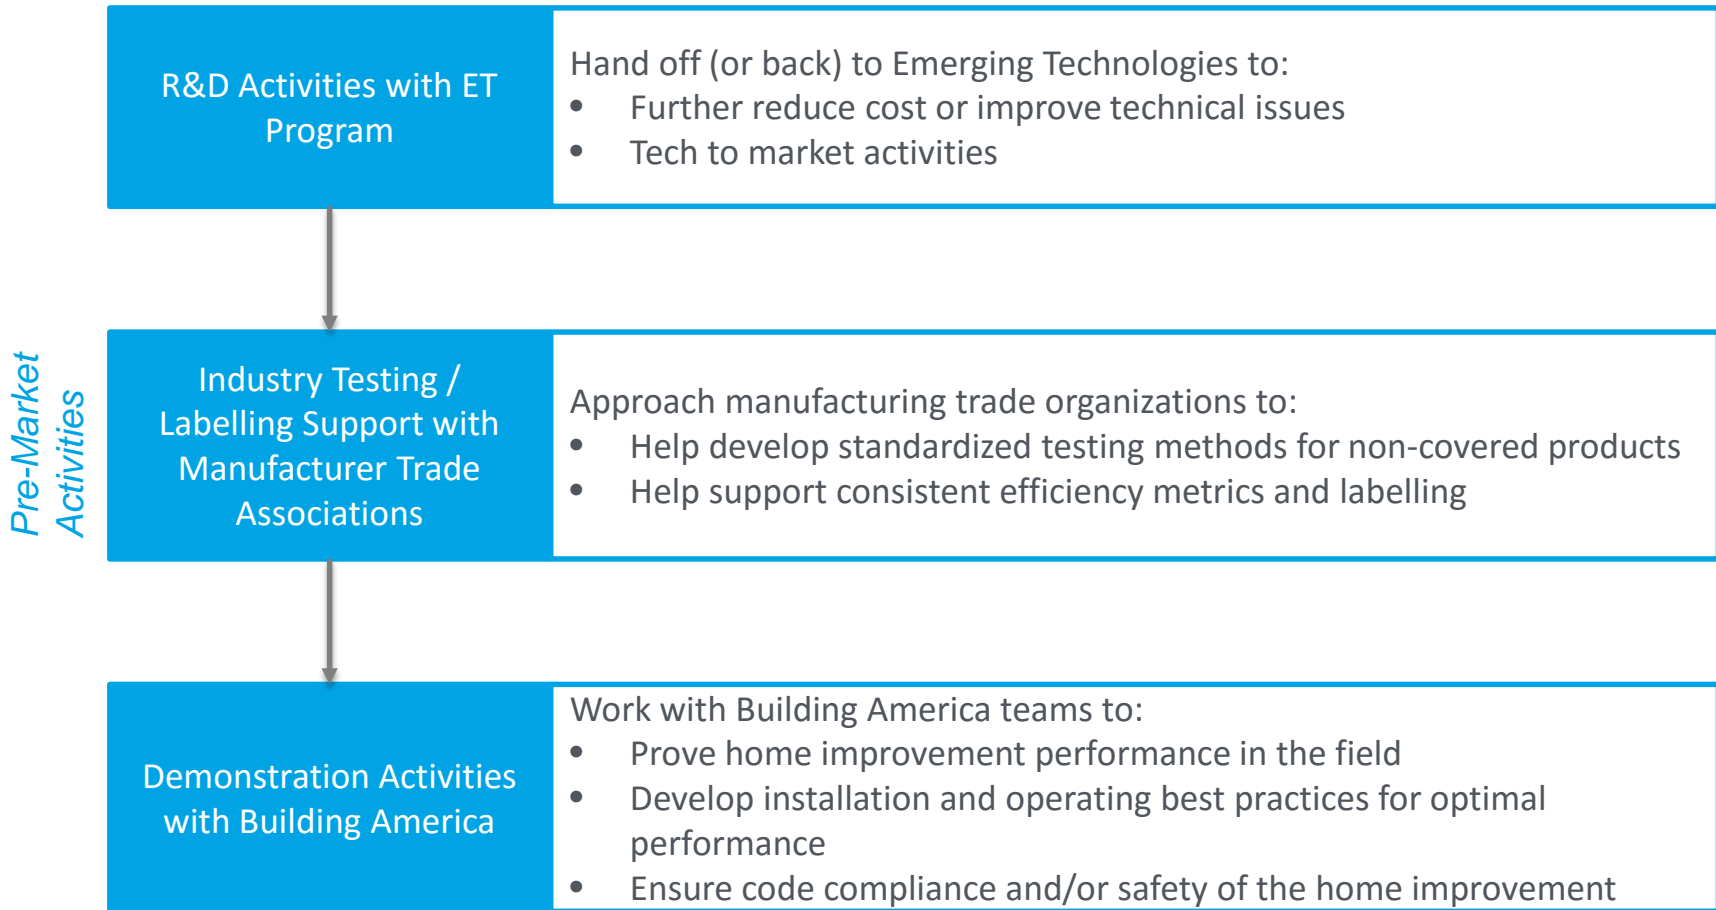 Pre-Market
Activities
R&D Activities with ET
Program
Hand off (or back) to Emerging Technologies to:
• Further reduce cost or improve technical issues
• Tech to market activities
Industry Testing /
Labelling Support with
Manufacturer Trade
Associations
Approach manufacturing trade organizations to:
• Help develop standardized testing methods for non-covered products
• Help support consistent efficiency metrics and labelling
Demonstration Activities
with Building America
Work with Building America teams to:
• Prove home improvement performance in the field
• Develop installation and operating best practices for optimal
performance
• Ensure code compliance and/or safety of the home improvement